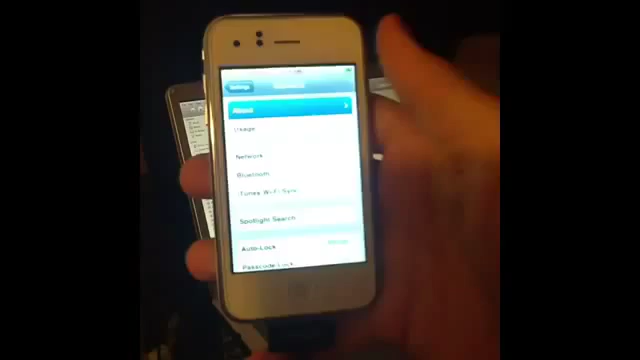 Settings
About
Usage
Network
Bluetooth
iTunes Wi-Fi Sync
Spotlight Search
Auto-Lock
Passcode Lock